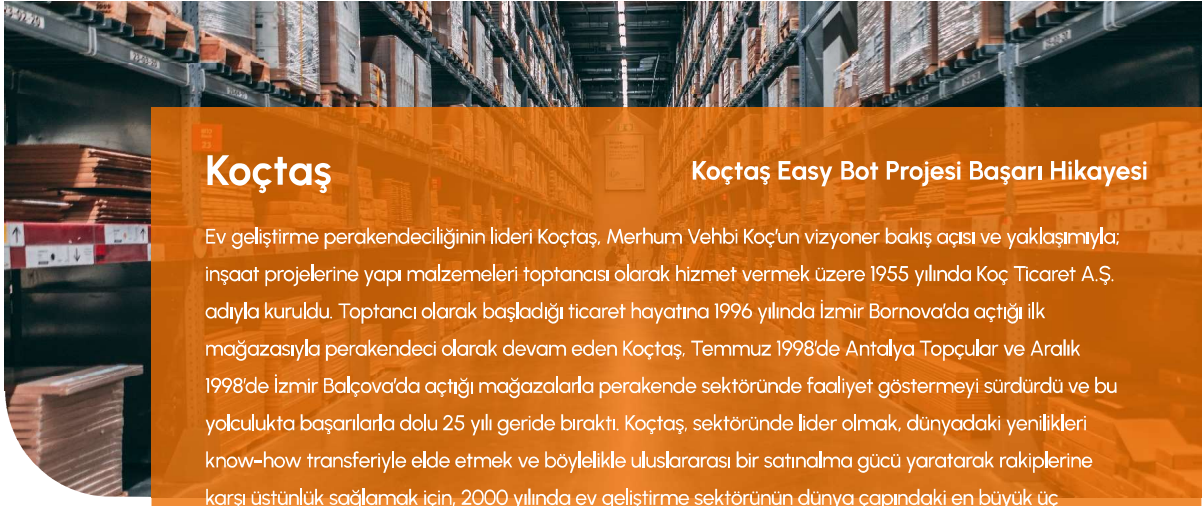 Koçtaş
Koçtaş Easy Bot Projesi Başarı Hikayesi
Ev geliştirme perakendeciliğinin lideri Koçtaş, Merhum Vehbi Koç’un vizyoner bakış açısı ve yaklaşımıyla;
inşaat projelerine yapı malzemeleri toptancısı olarak hizmet vermek üzere 1955 yılında Koç Ticaret A.Ş.
adıyla kuruldu. Toptancı olarak başladığı ticaret hayatına 1996 yılında İzmir Bornova’da açtığı ilk
mağazasıyla perakendeci olarak devam eden Koçtaş, Temmuz 1998’de Antalya Topçular ve Aralık
1998’de İzmir Balçova’da açtığı mağazalarla perakende sektöründe faaliyet göstermeyi sürdürdü ve bu
yolculukta başarılarla dolu 25 yılı geride bıraktı. Koçtaş, sektöründe lider olmak, dünyadaki yenilikleri
know-how transferiyle elde etmek ve böylelikle uluslararası bir satınalma gücü yaratarak rakiplerine
karşı üstünlük sağlamak için, 2000 yılında ev geliştirme sektörünün dünya çapındaki en büyük üç